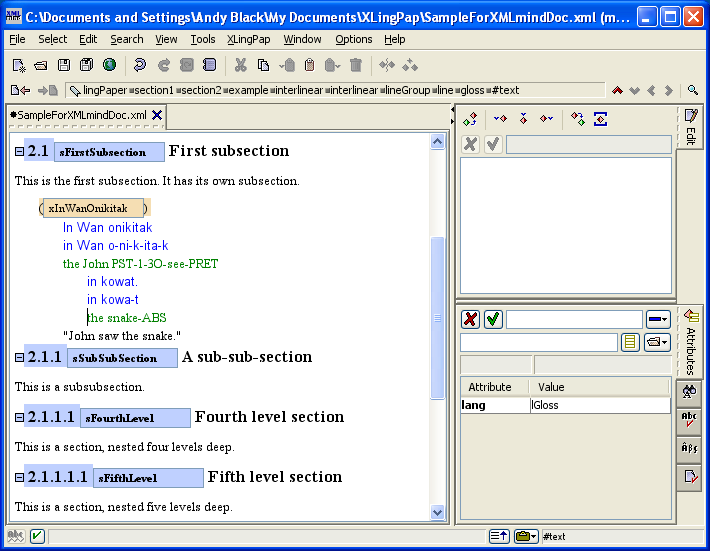 C:\Documents and Settings\Andy Black\My Documents\XLingPap\SampleForXMLmindDoc.xml (m...
File Select Edit Search View Tools XLingPap Window Options Help
lingPaper section1 section2 example interlinear interlinear lineGroup line gloss #text
*SampleForXMLmindDoc.xml
2.1 sFirstSubsection First subsection
This is the first subsection. It has its own subsection.
( xInWanOnikitak )
In Wan onikitak
in Wan o-ni-k-ita-k
the John PST-1-3O-see-PRET
in kowat.
in kowa-t
the snake-ABS
"John saw the snake."
2.1.1 sSubSubSection A sub-sub-section
This is a subsubsection.
2.1.1.1 sFourthLevel Fourth level section
This is a section, nested four levels deep.
2.1.1.1.1 sFifthLevel Fifth level section
This is a section, nested five levels deep.
Edit
Attributes
Attribute Value
lang lGloss
Abc
Âβς
abc
#text